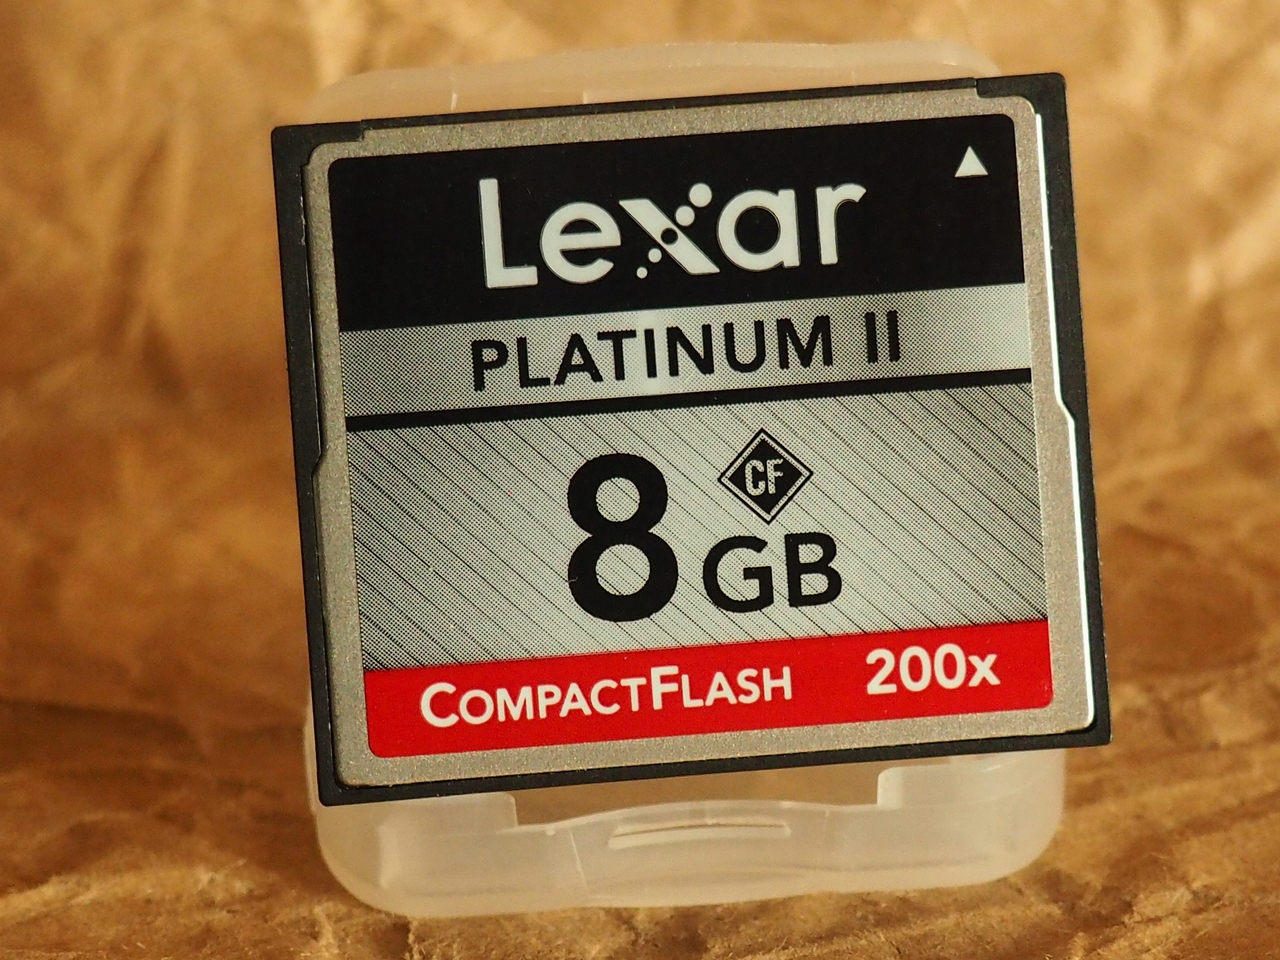 Lexar
PLATINUM II
CF
8 GB
COMPACTFLASH 200x